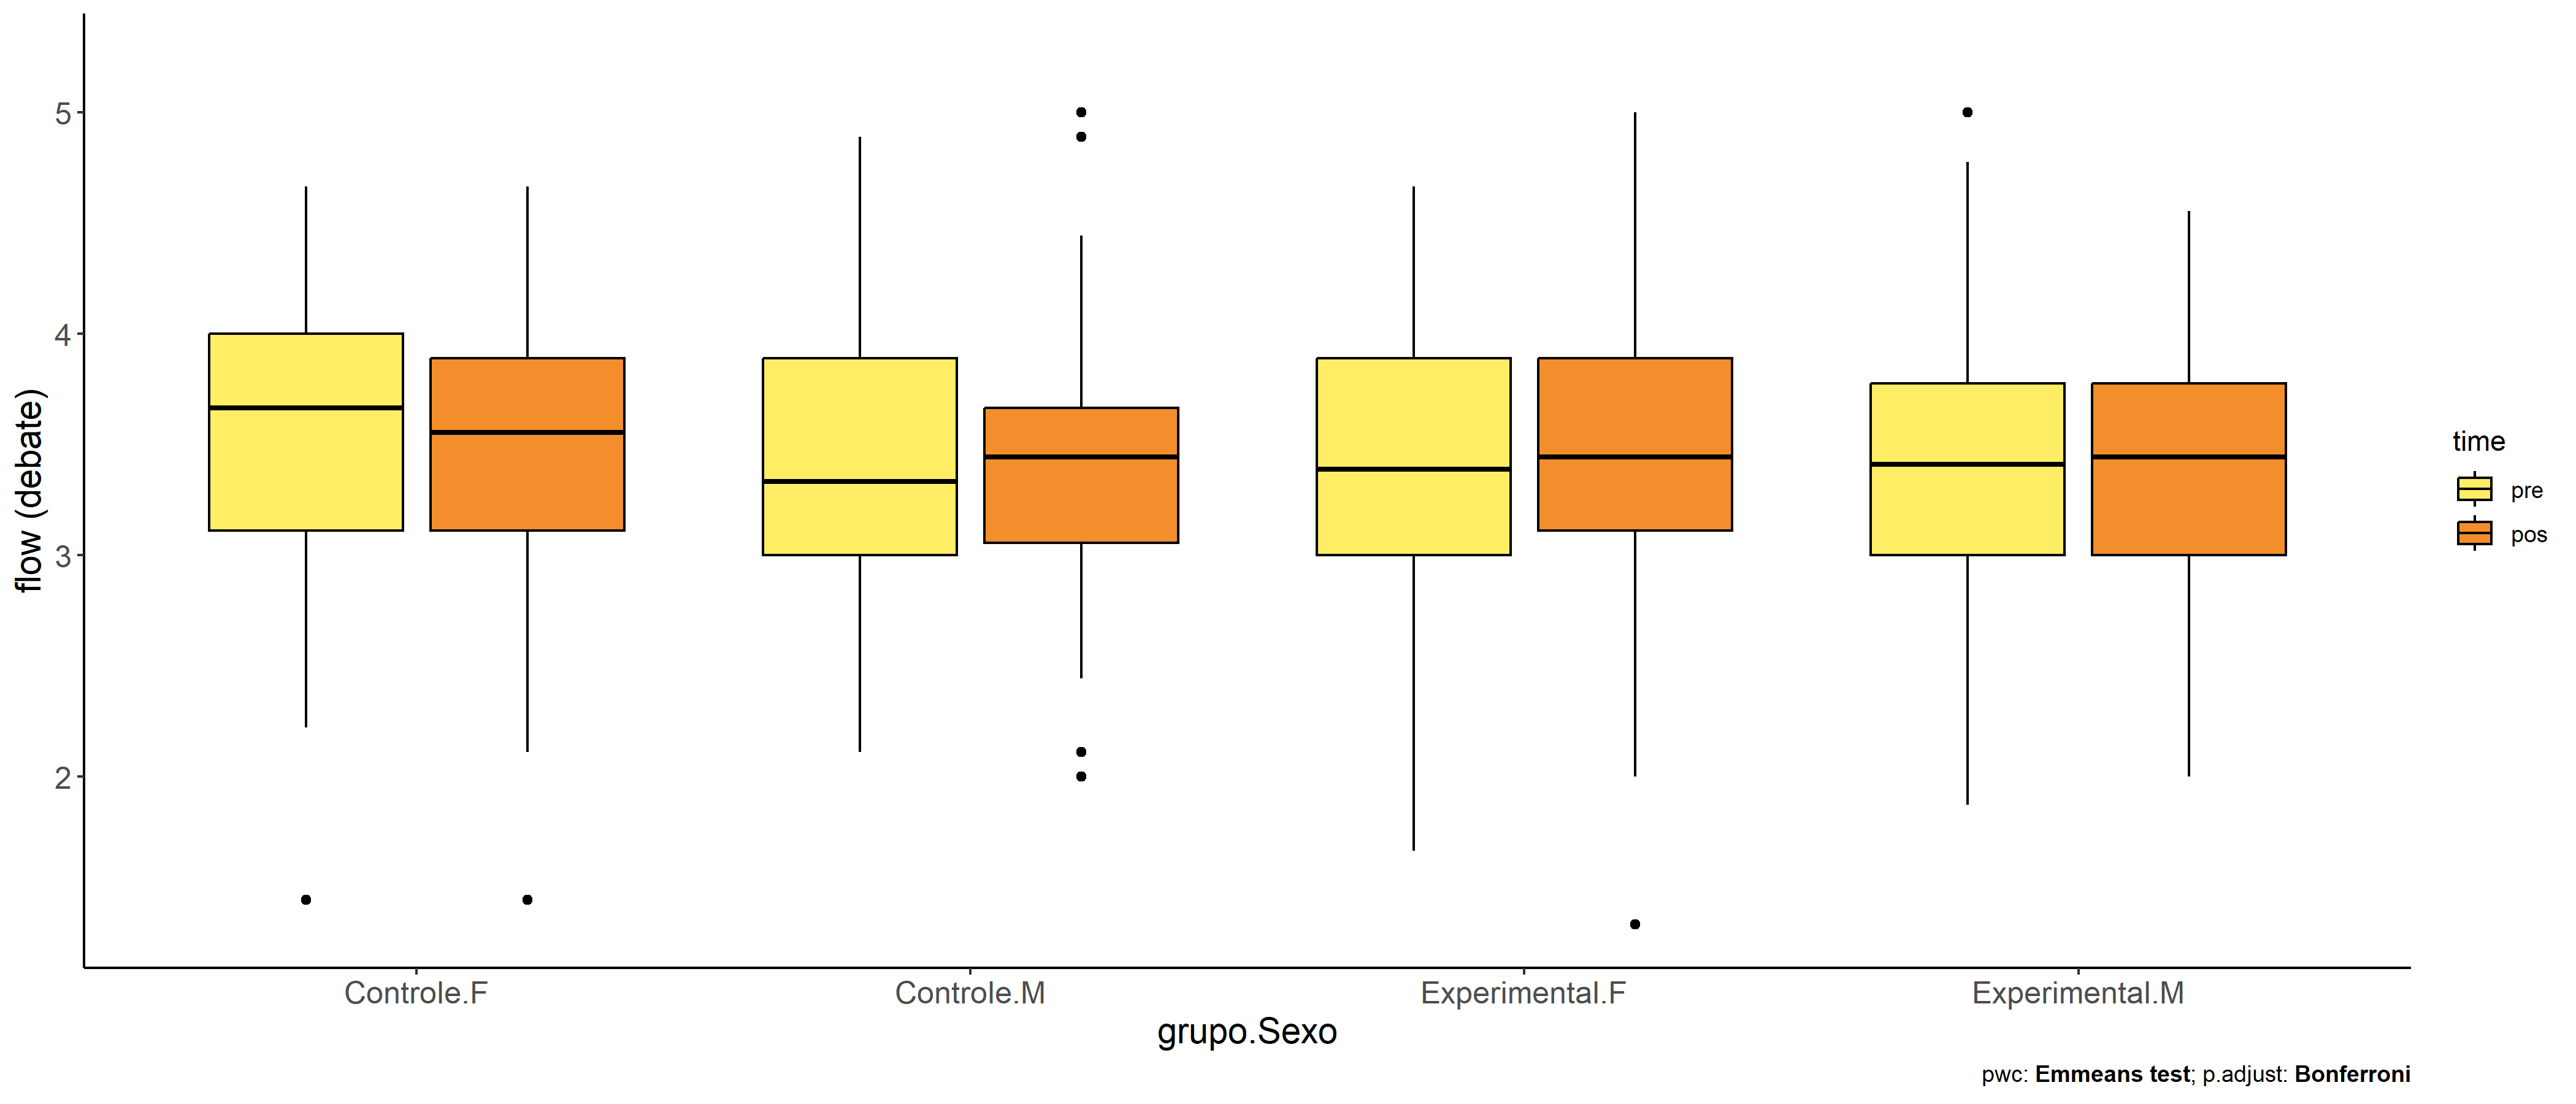 5
4
3
2
flow (debate)
Controle.F
Controle.M
Experimental.F
Experimental.M
grupo.Sexo
time
pre
pos
pwc: Emmeans test; p.adjust: Bonferroni